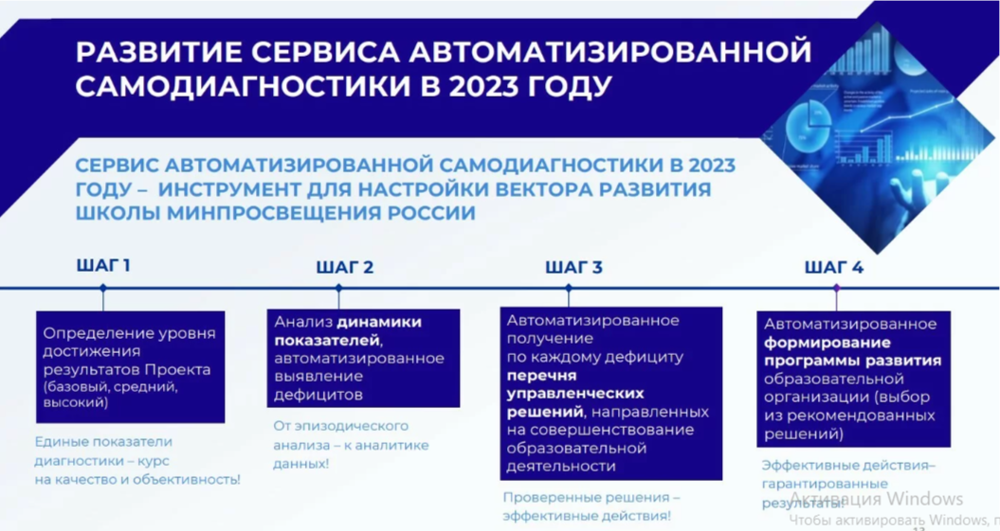 РАЗВИТИЕ СЕРВИСА АВТОМАТИЗИРОВАННОЙ
САМОДИАГНОСТИКИ В 2023 ГОДУ
СЕРВИС АВТОМАТИЗИРОВАННОЙ САМОДИАГНОСТИКИ В 2023
ГОДУ – ИНСТРУМЕНТ ДЛЯ НАСТРОЙКИ ВЕКТОРА РАЗВИТИЯ
ШКОЛЫ МИНПРОСВЕЩЕНИЯ РОССИИ
ШАГ 1
Определение уровня
достижения
результатов Проекта
(базовый, средний,
высокий)
Единые показатели
диагностики – курс
на качество и объективность!
ШАГ 2
Анализ динамики
показателей,
автоматизированное
выявление
дефицитов
От эпизодического
анализа – к аналитике
данных!
ШАГ 3
Автоматизированное
получение
по каждому дефициту
перечня
управленческих
решений, направленных
на совершенствование
образовательной
деятельности
Проверенные решения –
эффективные действия!
ШАГ 4
Автоматизированное
формирование
программы развития
образовательной
организации (выбор
из рекомендованных
решений)
Эффективные действия–
гарантированные
результаты!
Активация Windows
Чтобы активировать Windows, п